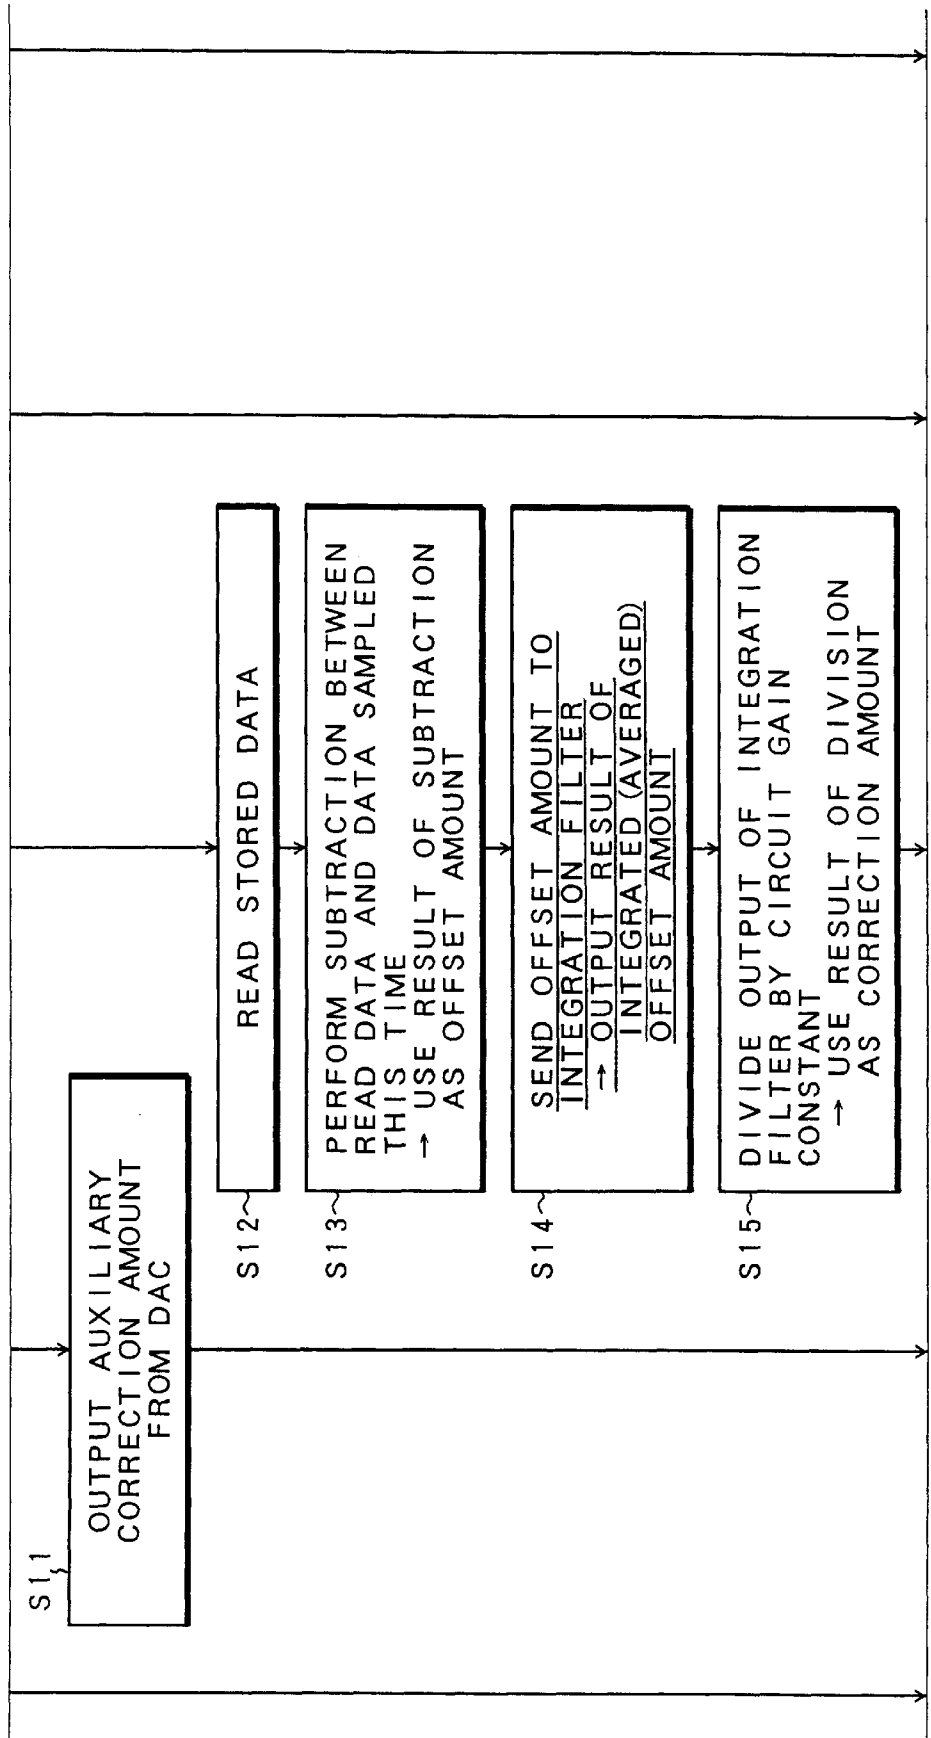 S11
OUTPUT AUXILIARY
CORRECTION AMOUNT
FROM DAC
S12
READ STORED DATA
S13
PERFORM SUBTRACTION BETWEEN
READ DATA AND DATA SAMPLED
THIS TIME
→ USE RESULT OF SUBTRACTION
AS OFFSET AMOUNT
S14
SEND OFFSET AMOUNT TO
INTEGRATION FILTER
→ OUTPUT RESULT OF
INTEGRATED (AVERAGED)
OFFSET AMOUNT
S15
DIVIDE OUTPUT OF INTEGRATION
FILTER BY CIRCUIT GAIN
CONSTANT
→ USE RESULT OF DIVISION
AS CORRECTION AMOUNT